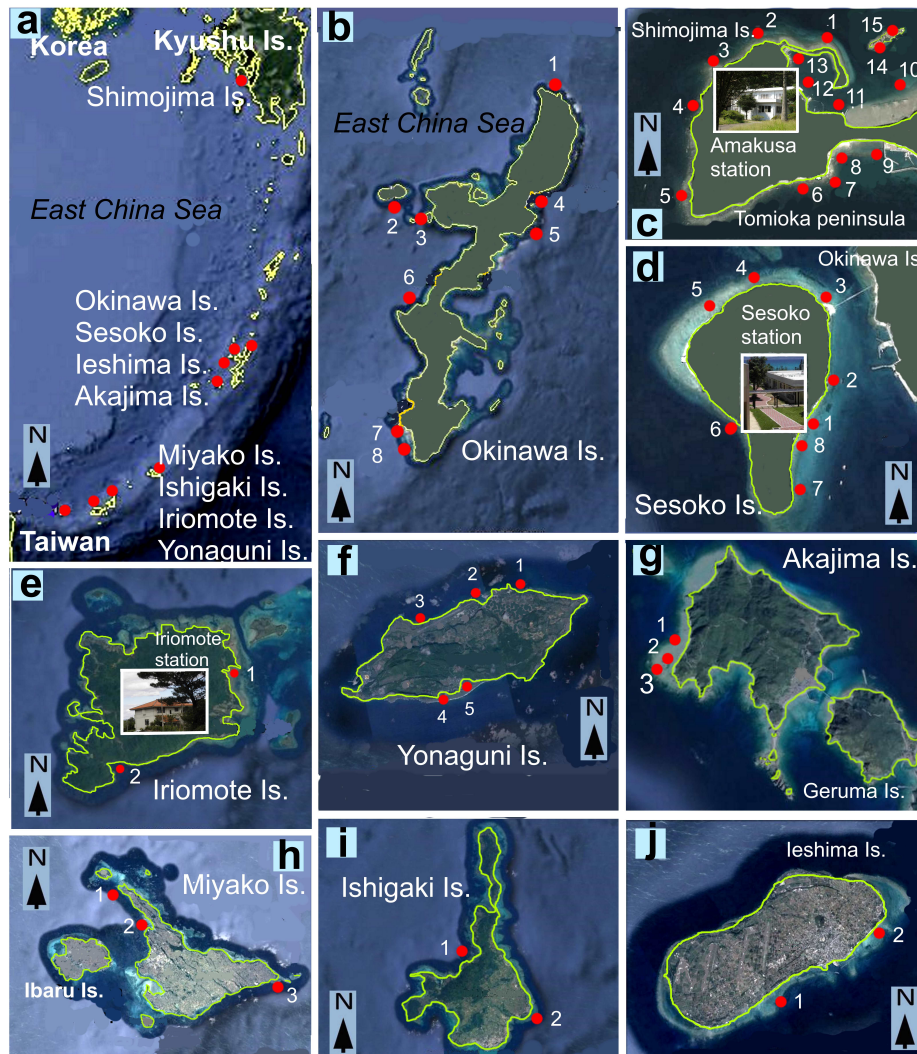 a
Korea
Kyushu Is.
Shimojima Is.
East China Sea
Okinawa Is.
Sesoko Is.
Ieshima Is.
Akajima Is.
N
Miyako Is.
Ishigaki Is.
Iriomote Is.
Yonaguni Is.
Taiwan
b
1
East China Sea
2
3
4
5
6
7
8
Okinawa Is.
N
c
Shimojima Is.
2
1
15
3
13
14
10
12
4
11
N
Amakusa
station
8
9
5
6
7
Tomioka peninsula
d
Okinawa Is
4
3
5
Sesoko
station
2
6
1
8
7
Sesoko Is.
N
e
Iriomote
station
1
2
N
Iriomote Is.
f
1
2
3
4
5
Yonaguni Is.
N
g
Akajima Is.
1
2
3
Geruma Is.
N
h
N
Miyako Is.
1
2
Ibaru Is.
3
i
Ishigaki Is.
1
2
N
j
Ieshima Is.
2
1
N